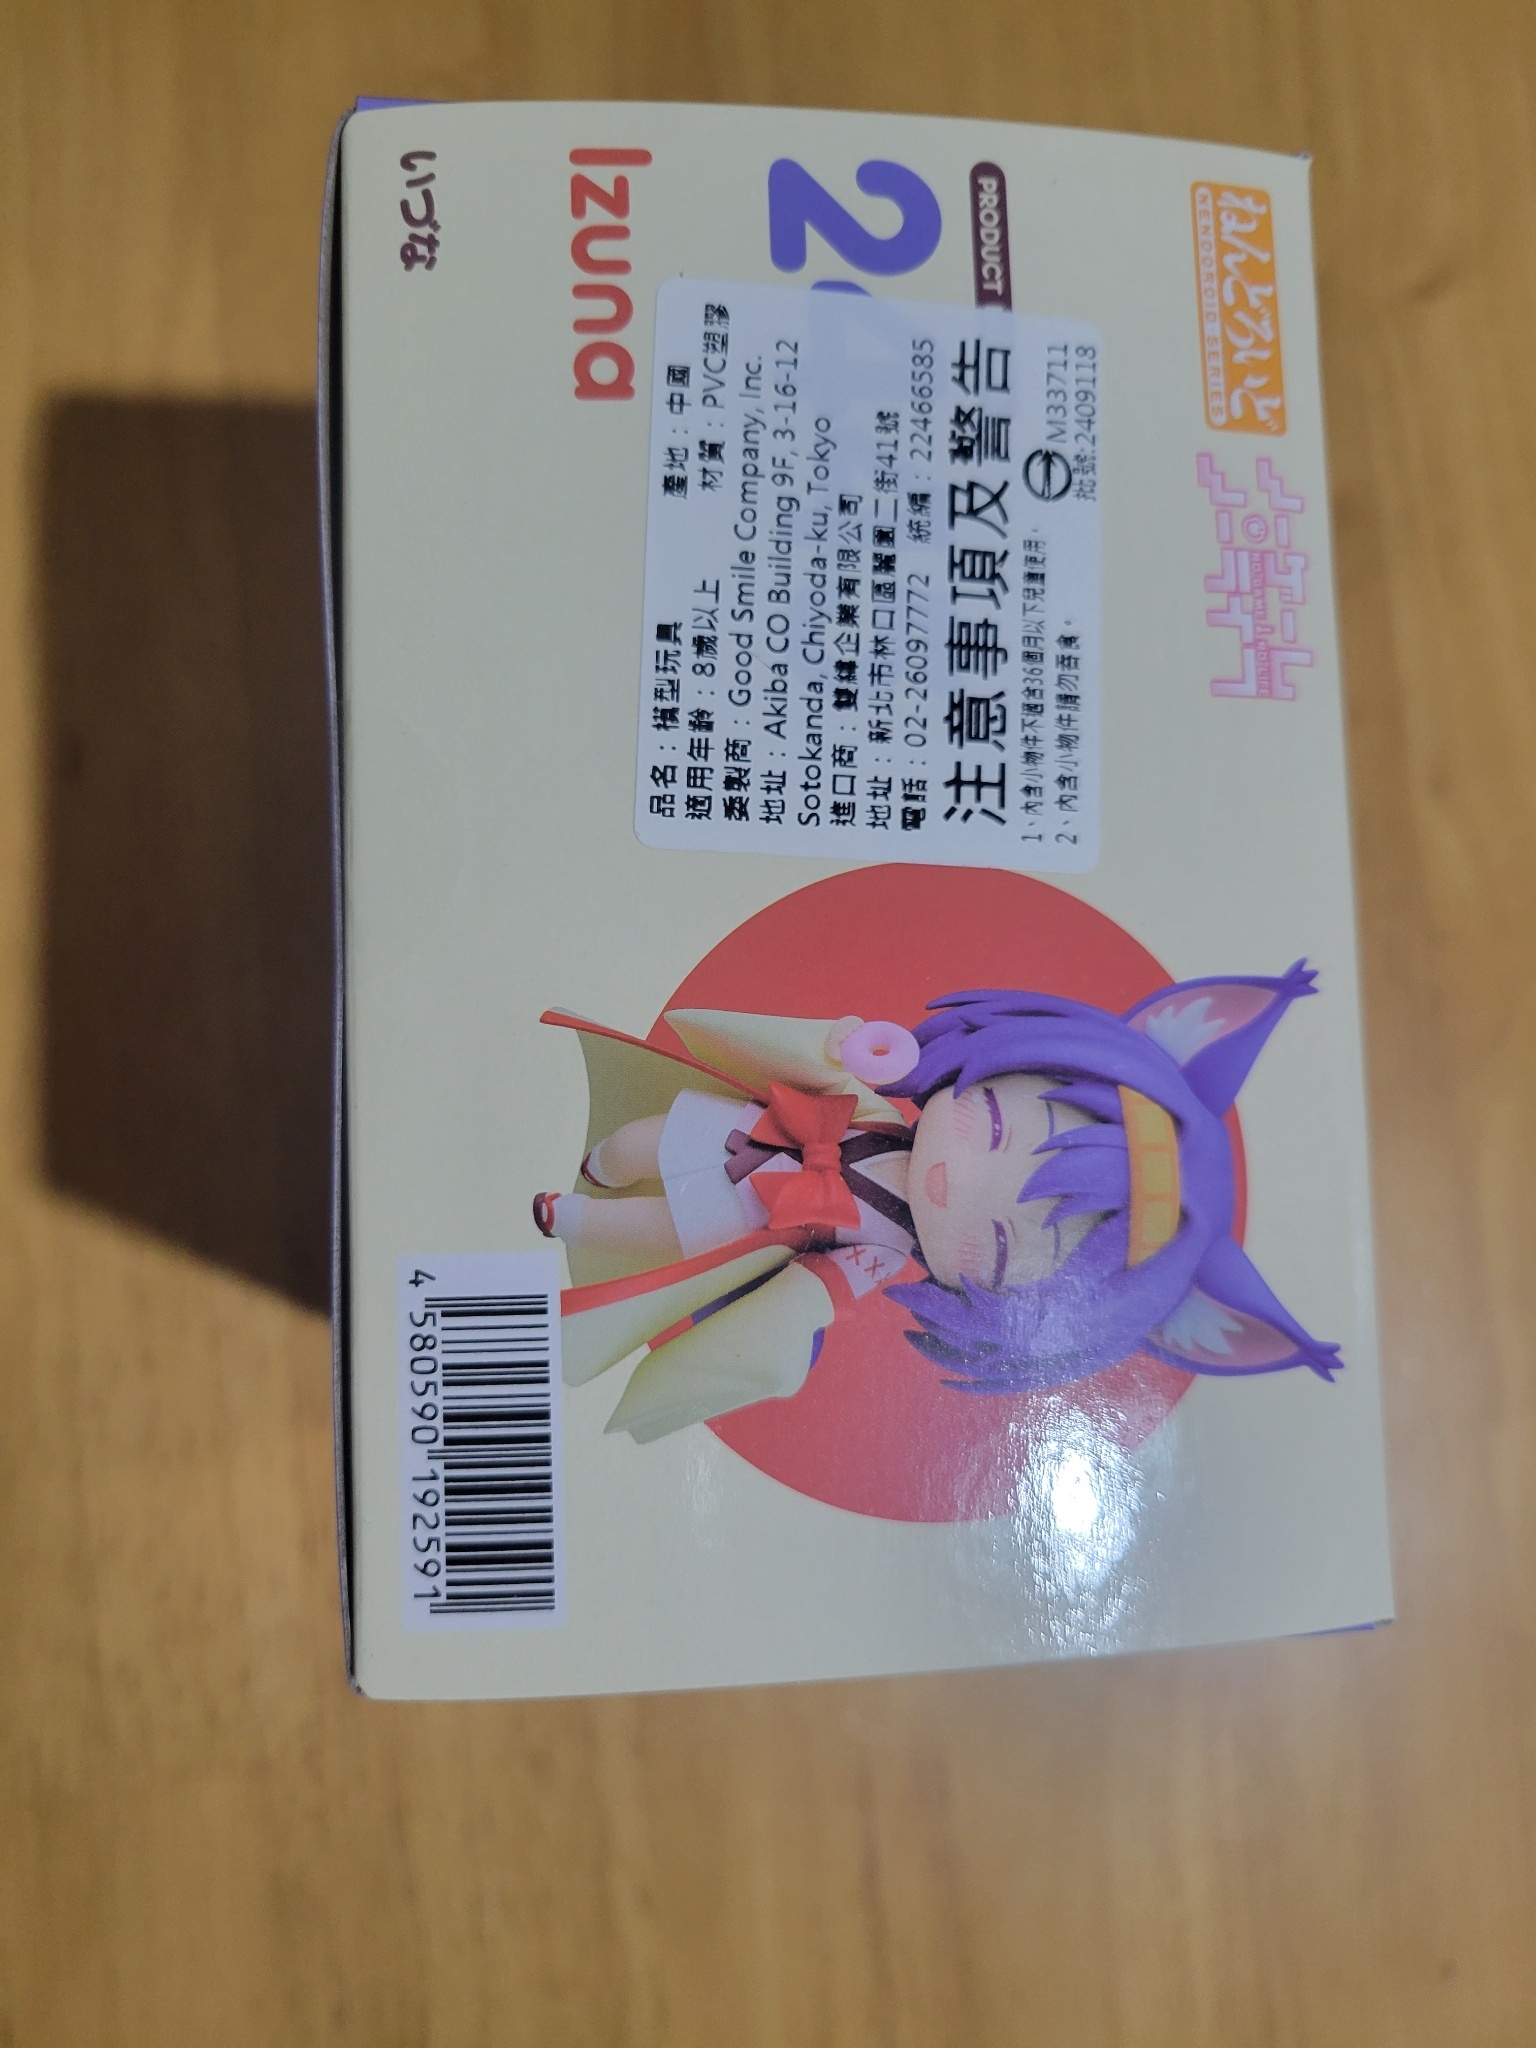 ねんどろいど
NENDOROID SERIES
ノーゲーム
NO GAME NO LIFE
ノーライフ
PRODUCT
Izuna
いづな
品名：模型玩具 產地：中國
適用年齡：8歲以上 材質：PVC塑膠
委製商：Good Smile Company, Inc.
地址：Akiba CO Building 9F, 3-16-12
Sotokanda, Chiyoda-ku, Tokyo
進口商：雙緯企業有限公司
地址：新北市林口區麗園二街41號
電話：02-26097772 統編：22466585
注意事項及警告
1、內含小物件不適合36個月以下兒童使用。
2、內含小物件請勿吞食。
M33711
批號:2409118
4 580590 192591